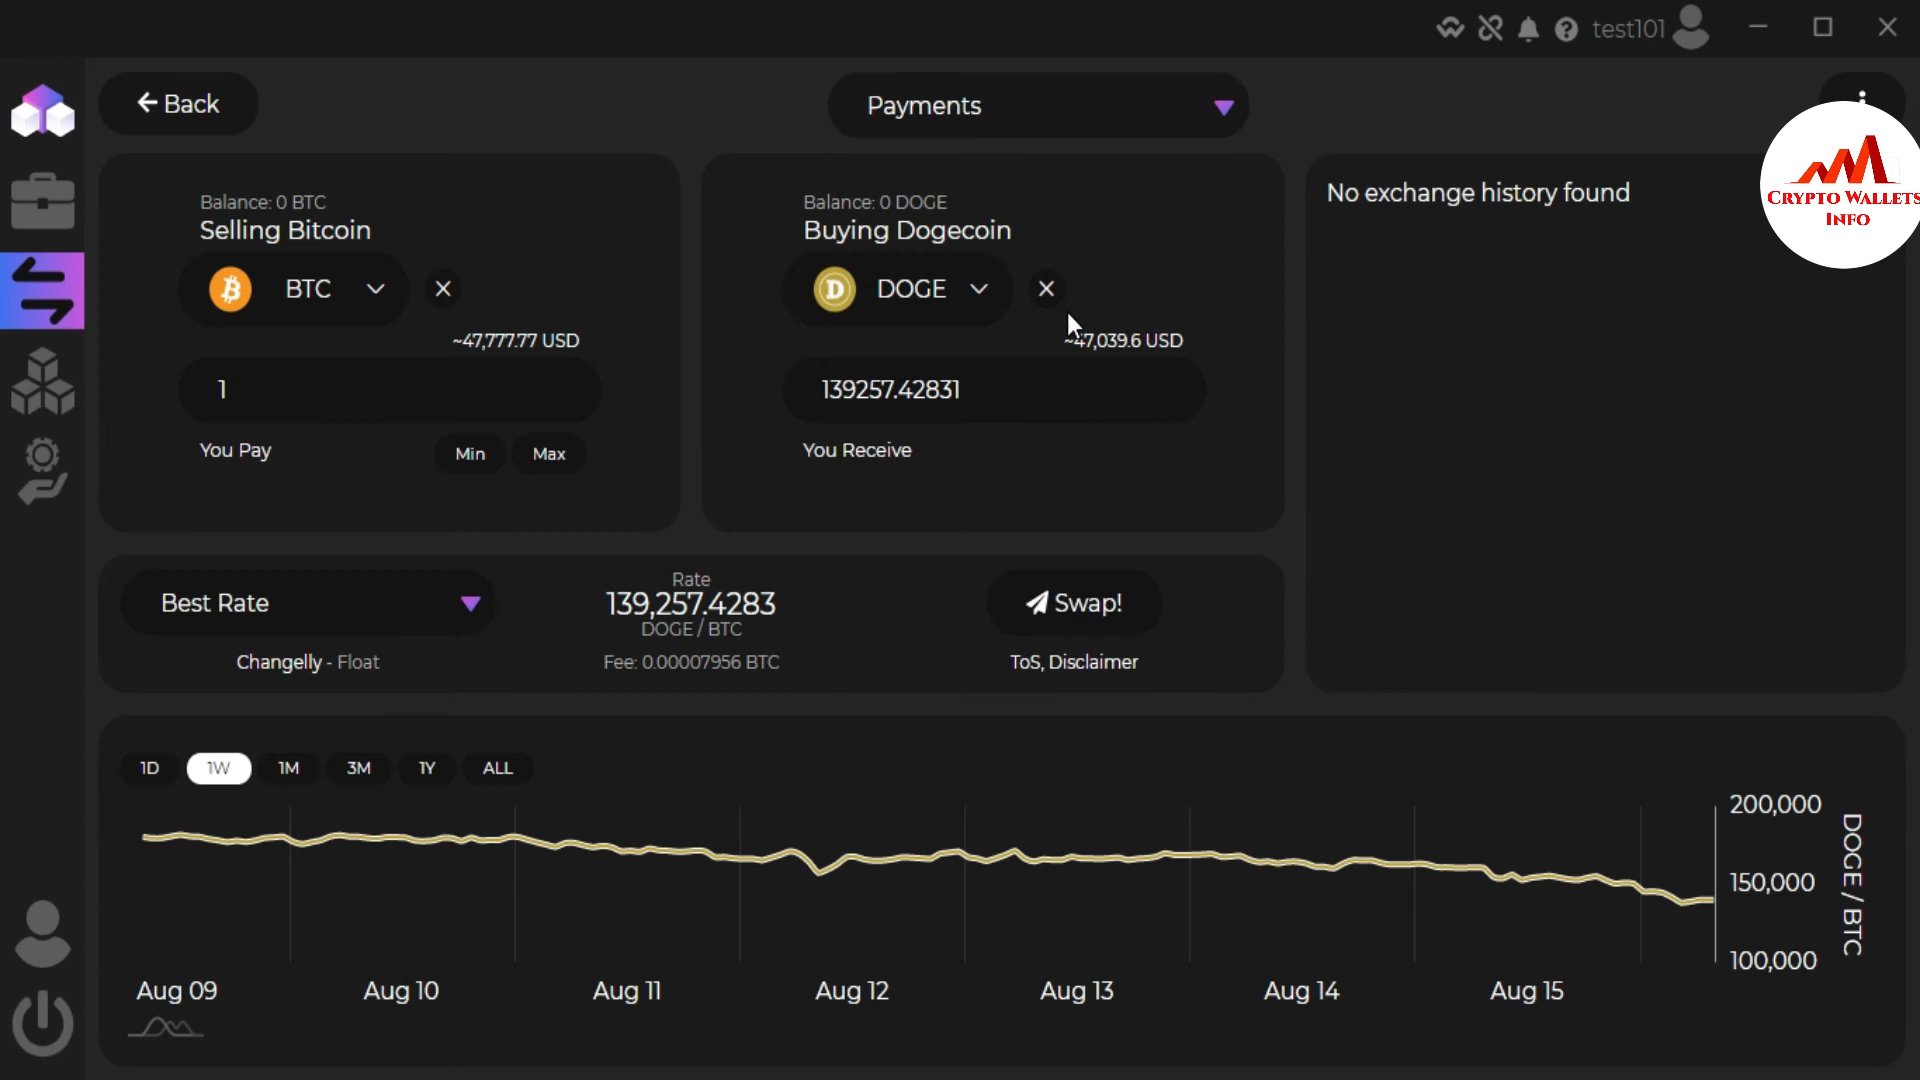 test101
Back
Payments
Balance: 0 BTC
Selling Bitcoin
BTC
~47,777.77 USD
1
You Pay
Min
Max
Balance: 0 DOGE
Buying Dogecoin
DOGE
~47,039.6 USD
139257.42831
You Receive
No exchange history found
CRYPTO WALLETS
INFO
Best Rate
Changelly - Float
Rate
139,257.4283
DOGE / BTC
Fee: 0.00007956 BTC
Swap!
ToS, Disclaimer
1D
1W
1M
3M
1Y
ALL
200,000
150,000
100,000
DOGE / BTC
Aug 09
Aug 10
Aug 11
Aug 12
Aug 13
Aug 14
Aug 15